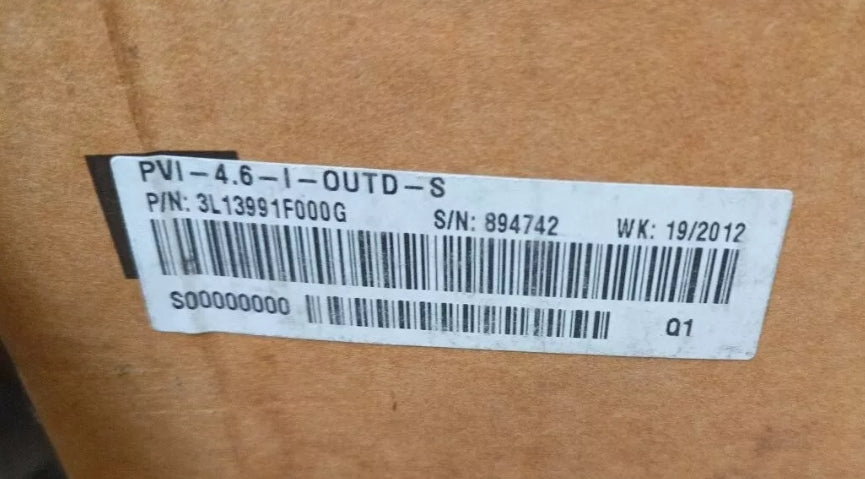 PVI-4.6-I-OUTD-S
P/N: 3L13991F000G S/N: 894742 WK: 19/2012
S00000000 Q1